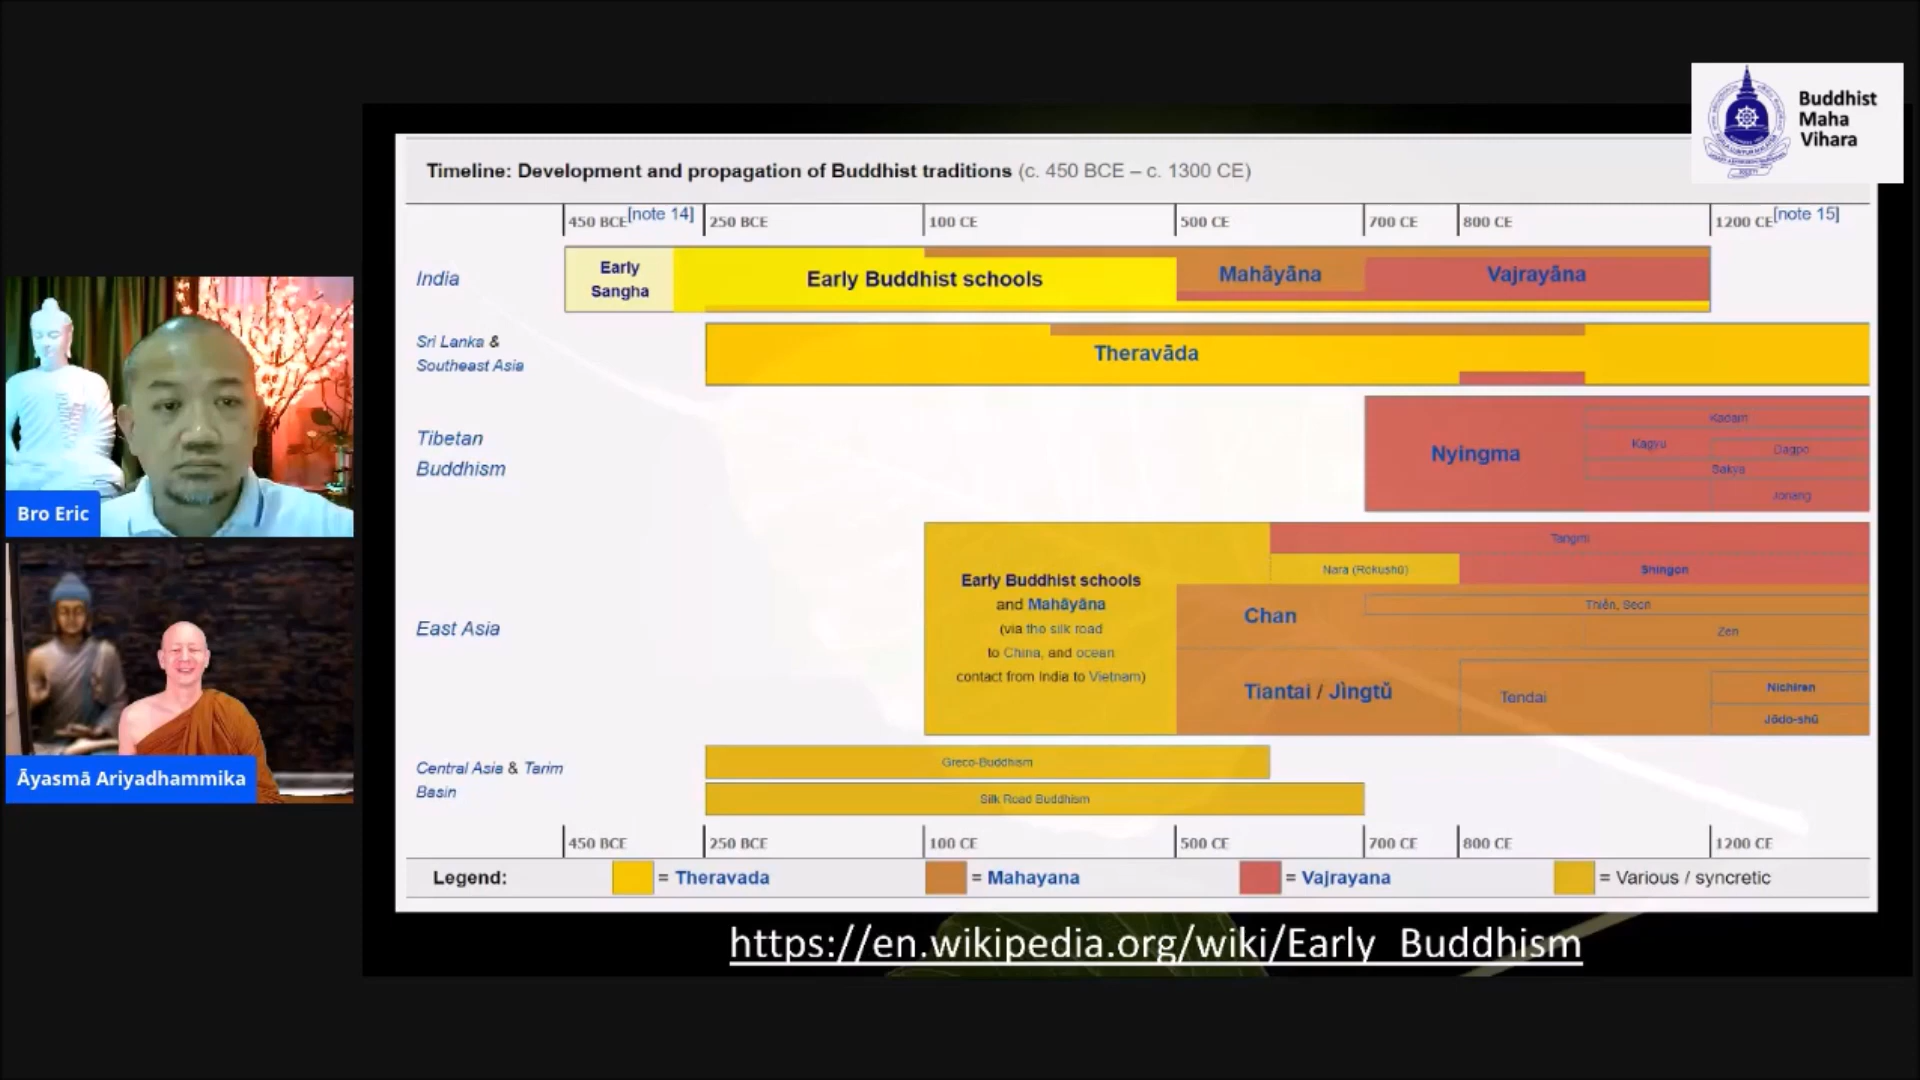 Buddhist
Maha
Vihara
Timeline: Development and propagation of Buddhist traditions (c. 450 BCE – c. 1300 CE)
450 BCE[note 14] 250 BCE 100 CE 500 CE 700 CE 800 CE 1200 CE[note 15]
India
Early
Sangha
Early Buddhist schools
Mahāyāna
Vajrayāna
Sri Lanka &
Southeast Asia
Theravāda
Tibetan
Buddhism
Nyingma
Kadam
Kagyu
Dagpo
Sakya
Jonang
East Asia
Early Buddhist schools
and Mahāyāna
(via the silk road
to China, and ocean
contact from India to Vietnam)
Tangmi
Nara (Rokushū)
Shingon
Chan
Thiền, Seon
Zen
Tiantai / Jìngtǔ
Tendai
Nichiren
Jōdo-shū
Central Asia & Tarim
Basin
Greco-Buddhism
Silk Road Buddhism
450 BCE 250 BCE 100 CE 500 CE 700 CE 800 CE 1200 CE
Legend: = Theravada = Mahayana = Vajrayana = Various / syncretic
https://en.wikipedia.org/wiki/Early_Buddhism
Bro Eric
Āyasmā Ariyadhammika